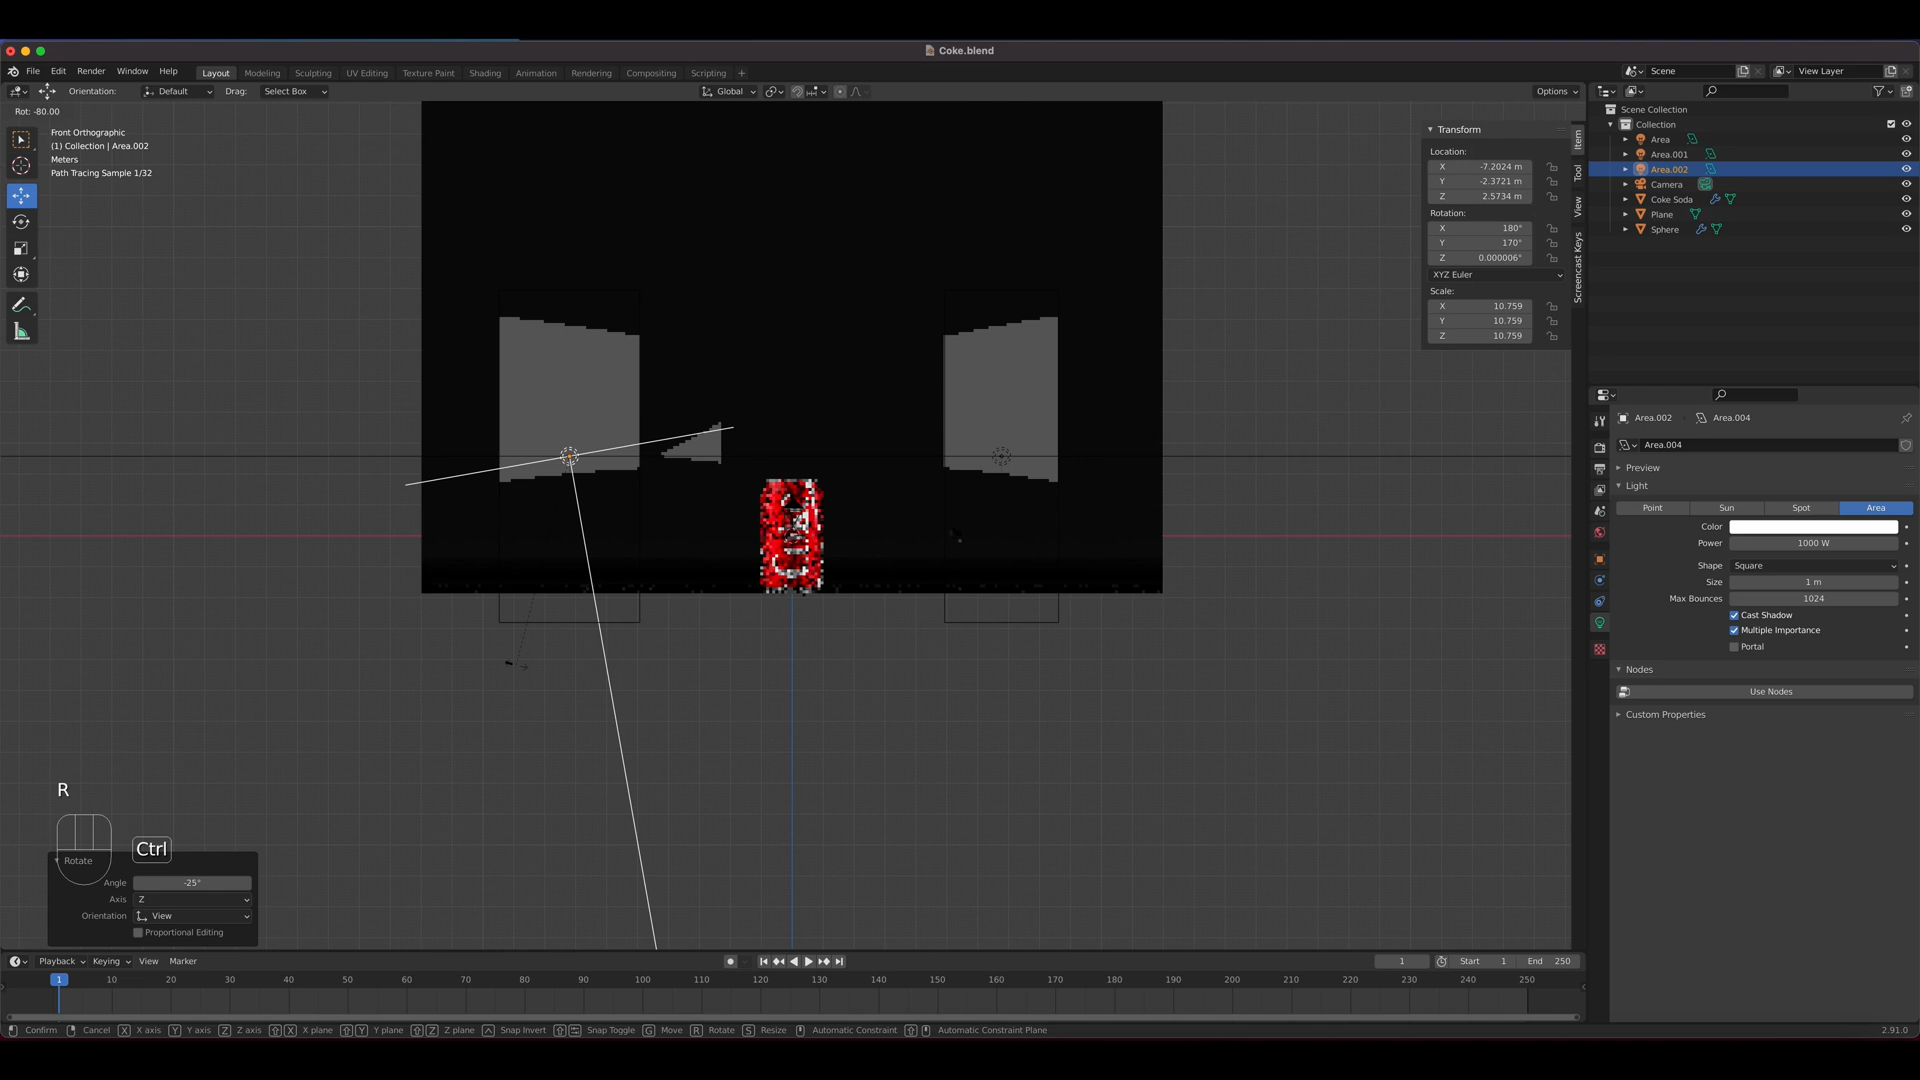 Coke.blend
File Edit Render Window Help Layout Modeling Sculpting UV Editing Texture Paint Shading Animation Rendering Compositing Scripting + Scene View Layer
Orientation: Default Drag: Select Box Global Options
Rot: -80.00
Front Orthographic
(1) Collection | Area.002
Meters
Path Tracing Sample 1/32
Transform
Location:
X -7.2024 m
Y -2.3721 m
Z 2.5734 m
Rotation:
X 180°
Y 170°
Z 0.000006°
XYZ Euler
Scale:
X 10.759
Y 10.759
Z 10.759
Item
Tool
View
Screencast Keys
Scene Collection
Collection
Area
Area.001
Area.002
Camera
Coke Soda
Plane
Sphere
Area.002 Area.004
Area.004
Preview
Light
Point Sun Spot Area
Color
Power 1000 W
Shape Square
Size 1 m
Max Bounces 1024
Cast Shadow
Multiple Importance
Portal
Nodes
Use Nodes
Custom Properties
R
Ctrl
Rotate
Angle -25°
Axis Z
Orientation View
Proportional Editing
Playback Keying View Marker 1 Start 1 End 250
1 10 20 30 40 50 60 70 80 90 100 110 120 130 140 150 160 170 180 190 200 210 220 230 240 250
Confirm Cancel X X axis Y Y axis Z Z axis X X plane Y Y plane Z Z plane Snap Invert Snap Toggle G Move R Rotate S Resize Automatic Constraint Automatic Constraint Plane 2.91.0